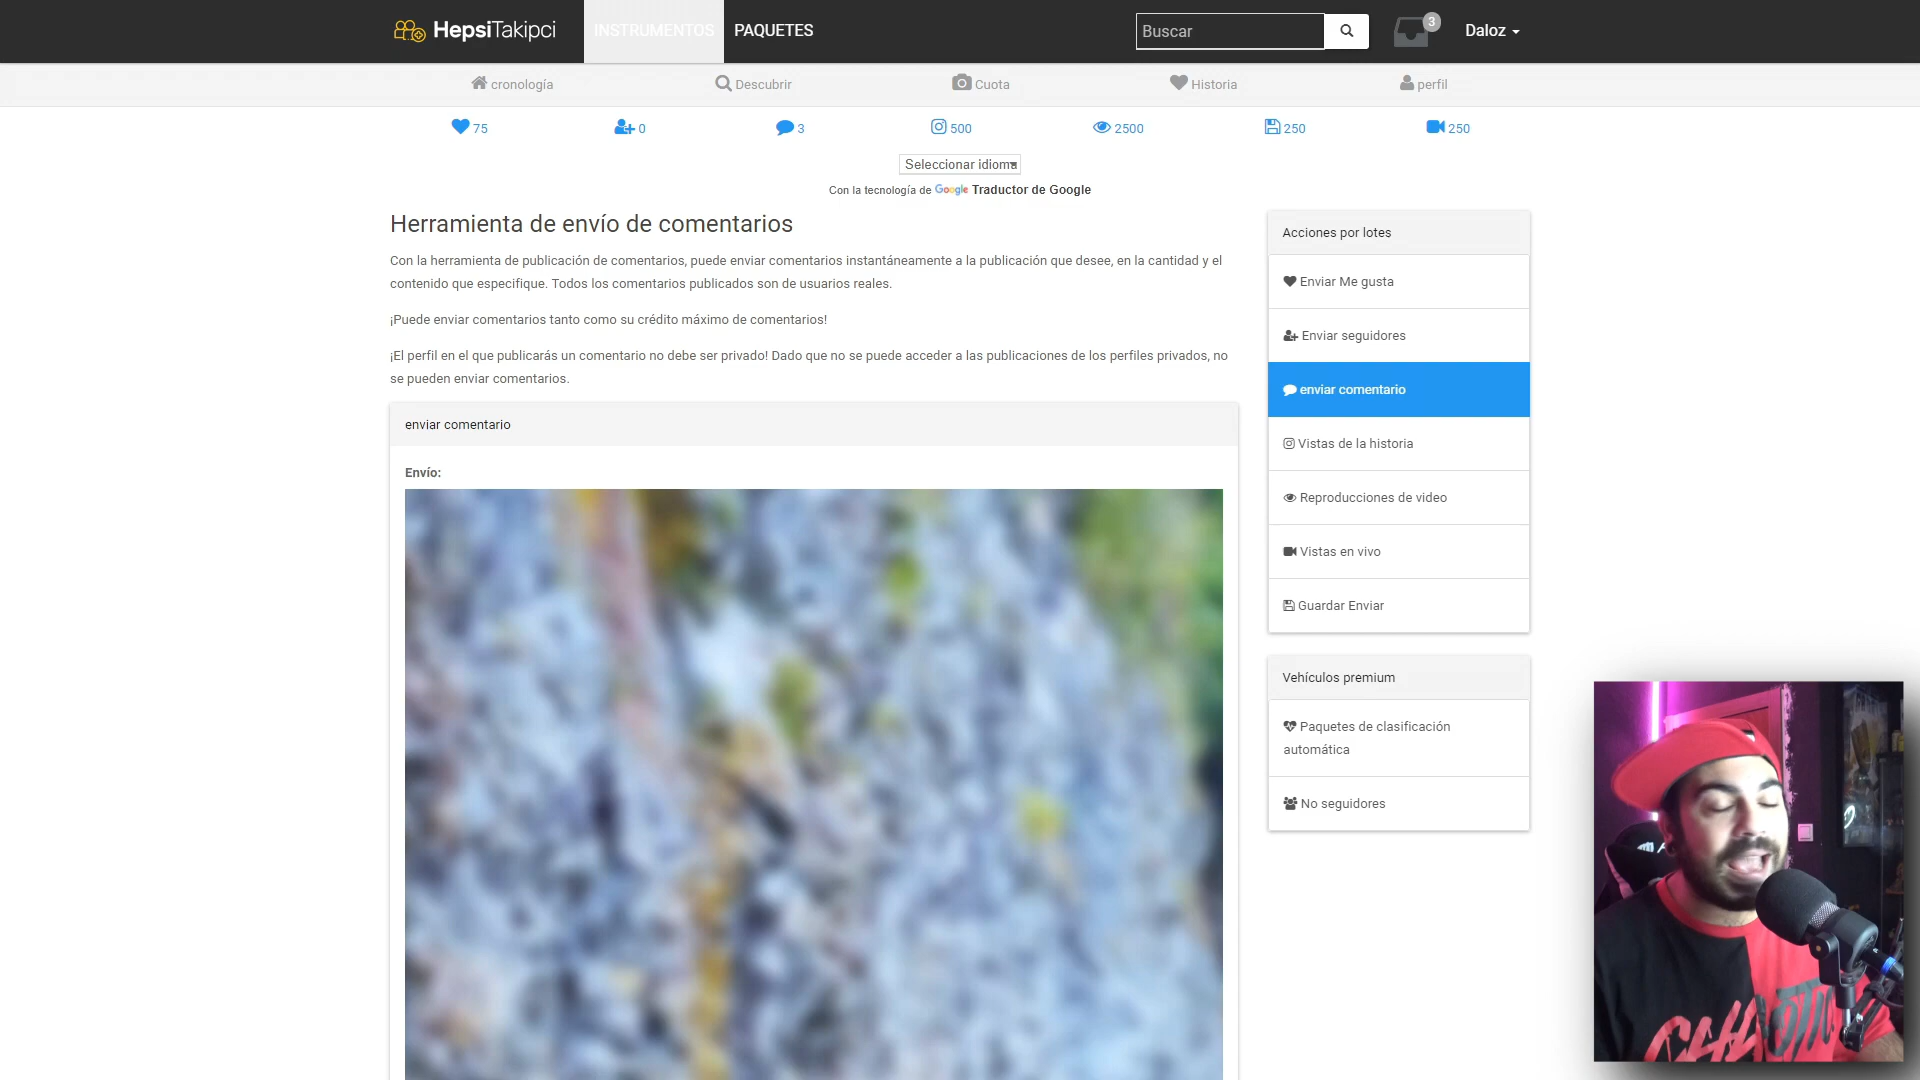 HepsiTakipci
INSTRUMENTOS
PAQUETES
Buscar
3
Daloz
cronología
Descubrir
Cuota
Historia
perfil
75
0
3
500
2500
250
250
Seleccionar idioma
Con la tecnología de Google Traductor de Google
Herramienta de envío de comentarios
Con la herramienta de publicación de comentarios, puede enviar comentarios instantáneamente a la publicación que desee, en la cantidad y el
contenido que especifique. Todos los comentarios publicados son de usuarios reales.
¡Puede enviar comentarios tanto como su crédito máximo de comentarios!
¡El perfil en el que publicarás un comentario no debe ser privado! Dado que no se puede acceder a las publicaciones de los perfiles privados, no
se pueden enviar comentarios.
enviar comentario
Envío:
Acciones por lotes
Enviar Me gusta
Enviar seguidores
enviar comentario
Vistas de la historia
Reproducciones de video
Vistas en vivo
Guardar Enviar
Vehículos premium
Paquetes de clasificación
automática
No seguidores